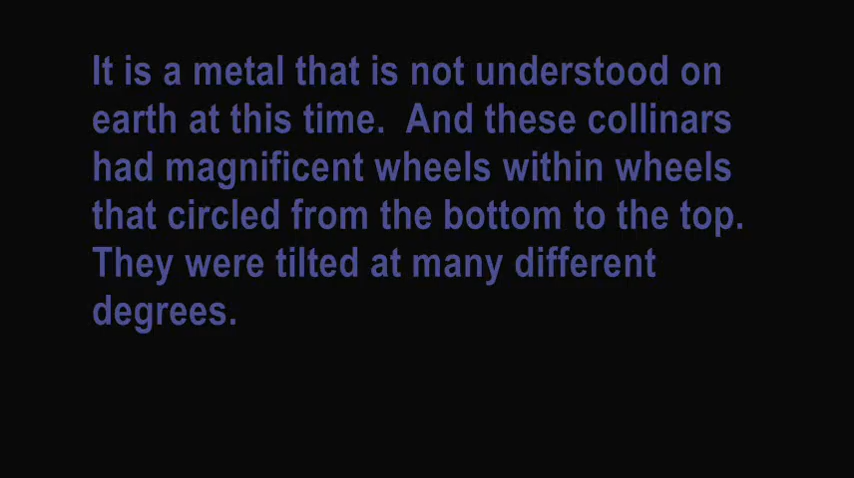 It is a metal that is not understood on
earth at this time.  And these collinars
had magnificent wheels within wheels
that circled from the bottom to the top.
They were tilted at many different
degrees.